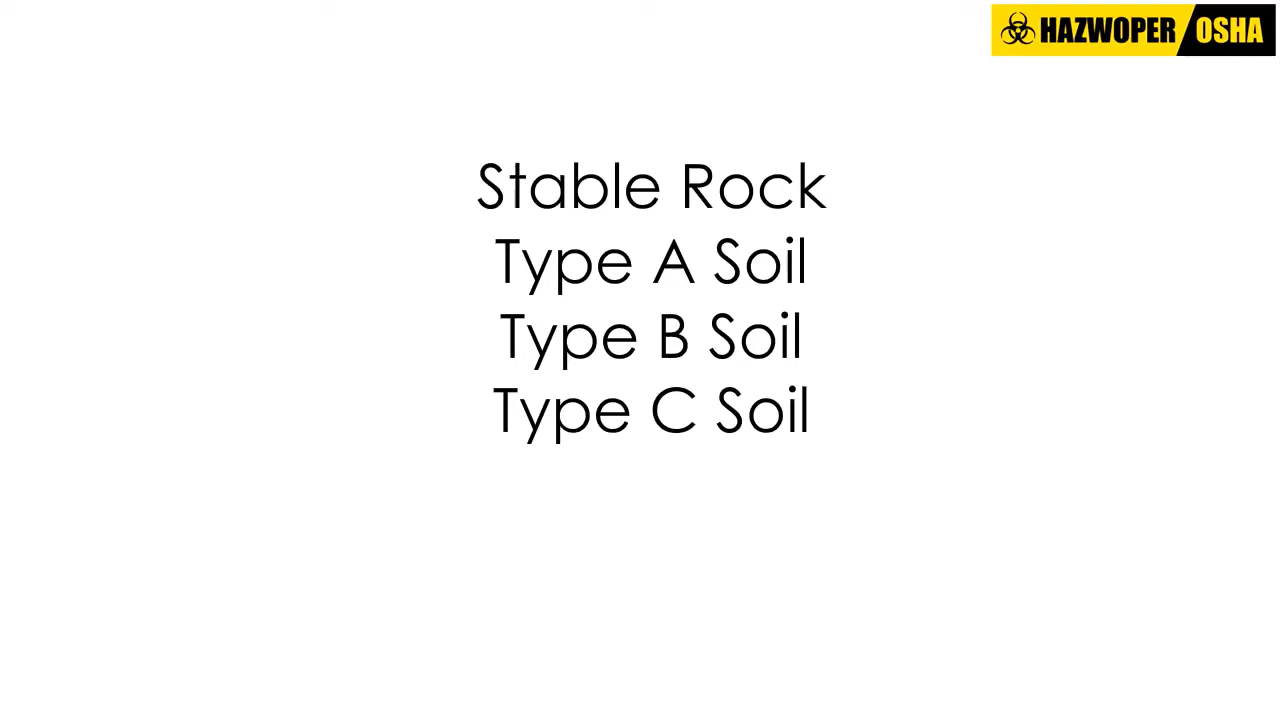 HAZWOPER OSHA
Stable Rock
Type A Soil
Type B Soil
Type C Soil